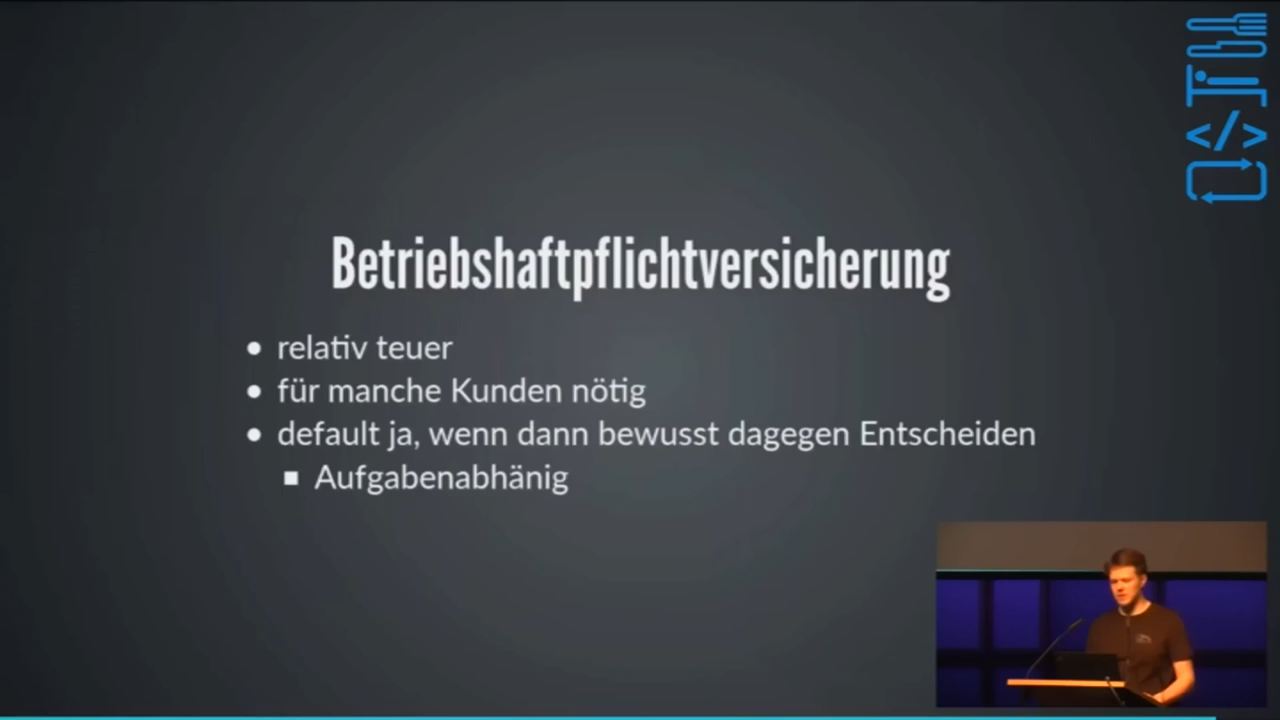 Betriebshaftpflichtversicherung
relativ teuer
für manche Kunden nötig
default ja, wenn dann bewusst dagegen Entscheiden
Aufgabenabhänig